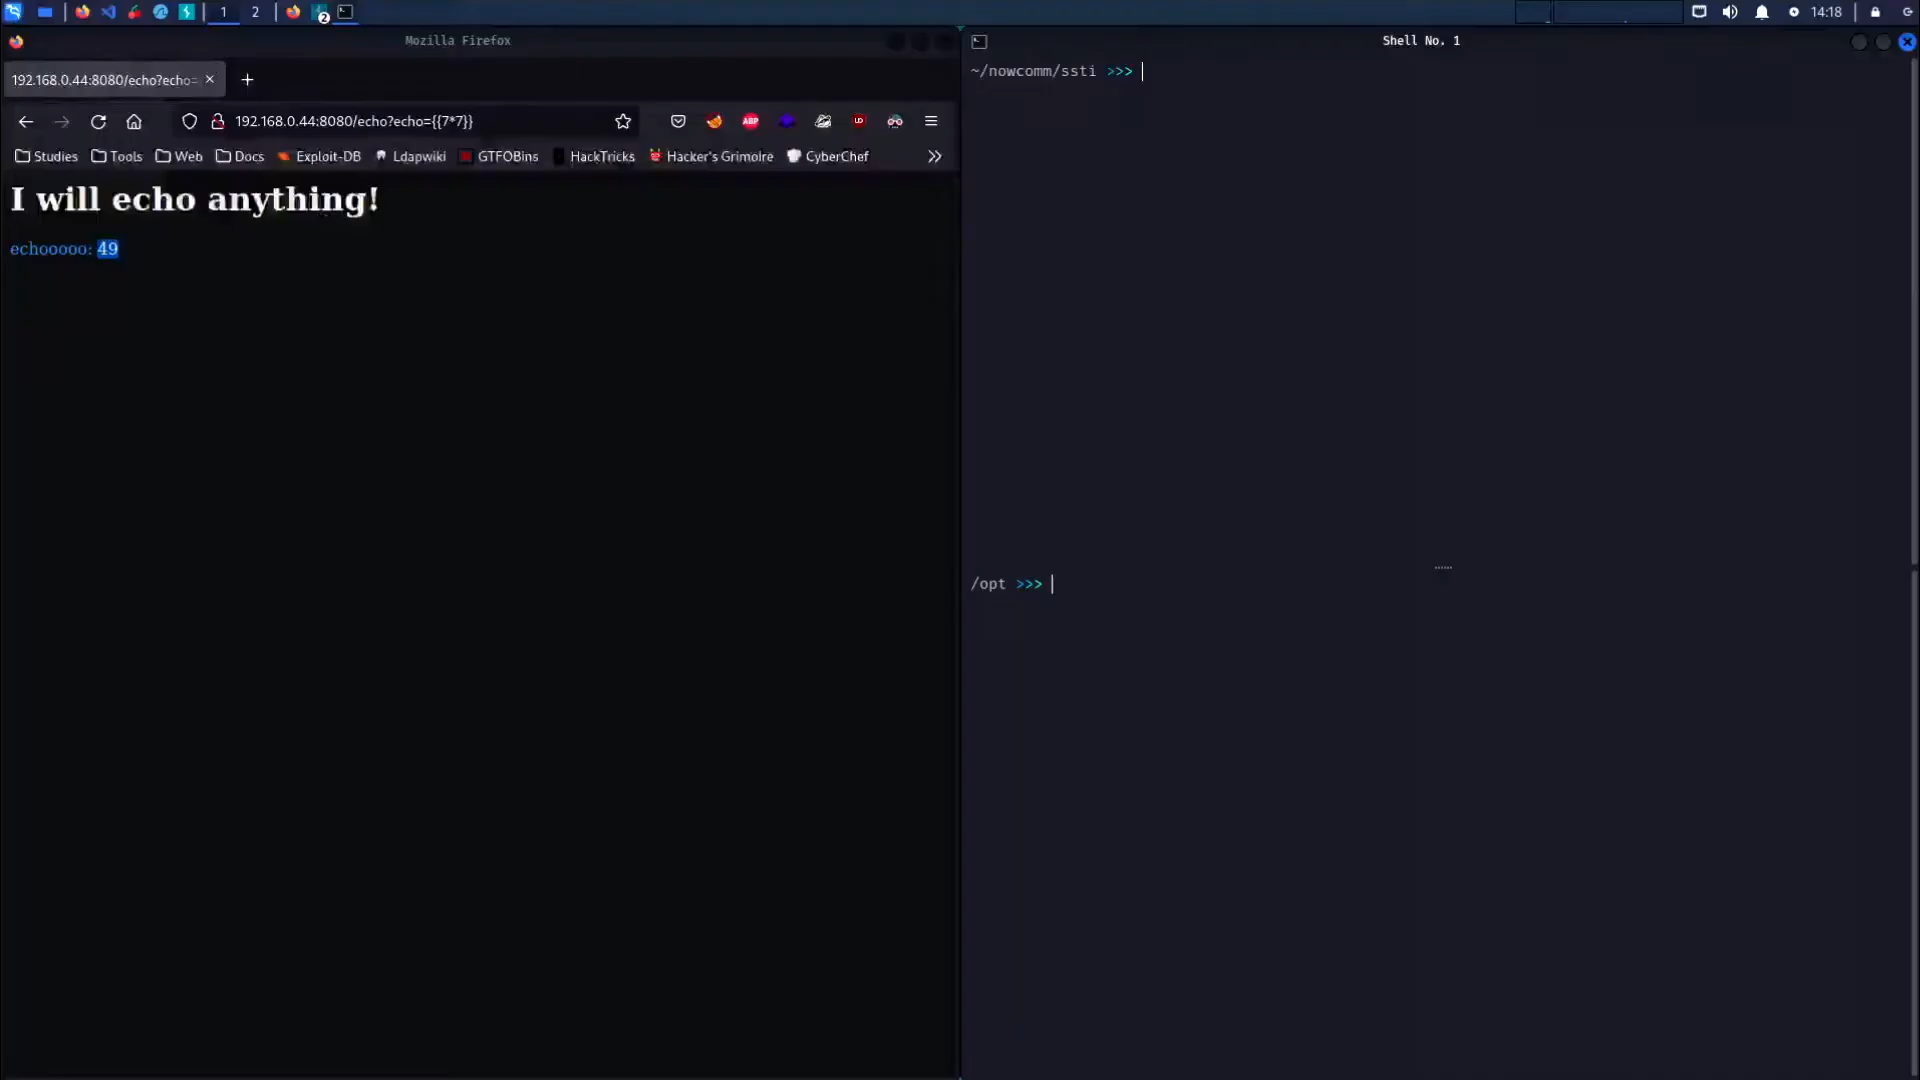 1
2
2
14:18
Mozilla Firefox
192.168.0.44:8080/echo?echo=
192.168.0.44:8080/echo?echo={{7*7}}
ABP
Studies Tools Web Docs Exploit-DB Ldapwiki GTFOBins HackTricks Hacker's Grimoire CyberChef
I will echo anything!
echooooo: 49
Shell No. 1
~/nowcomm/ssti >>>
/opt >>>